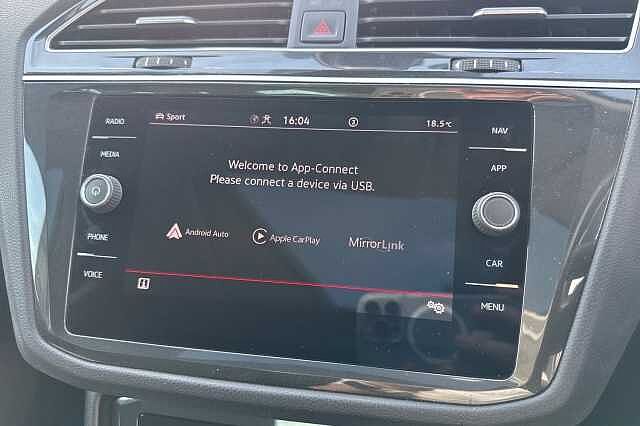 RADIO
MEDIA
PHONE
VOICE
Sport
16:04
3
18.5°C
Welcome to App-Connect
Please connect a device via USB.
Android Auto
Apple CarPlay
MirrorLink
NAV
APP
CAR
MENU